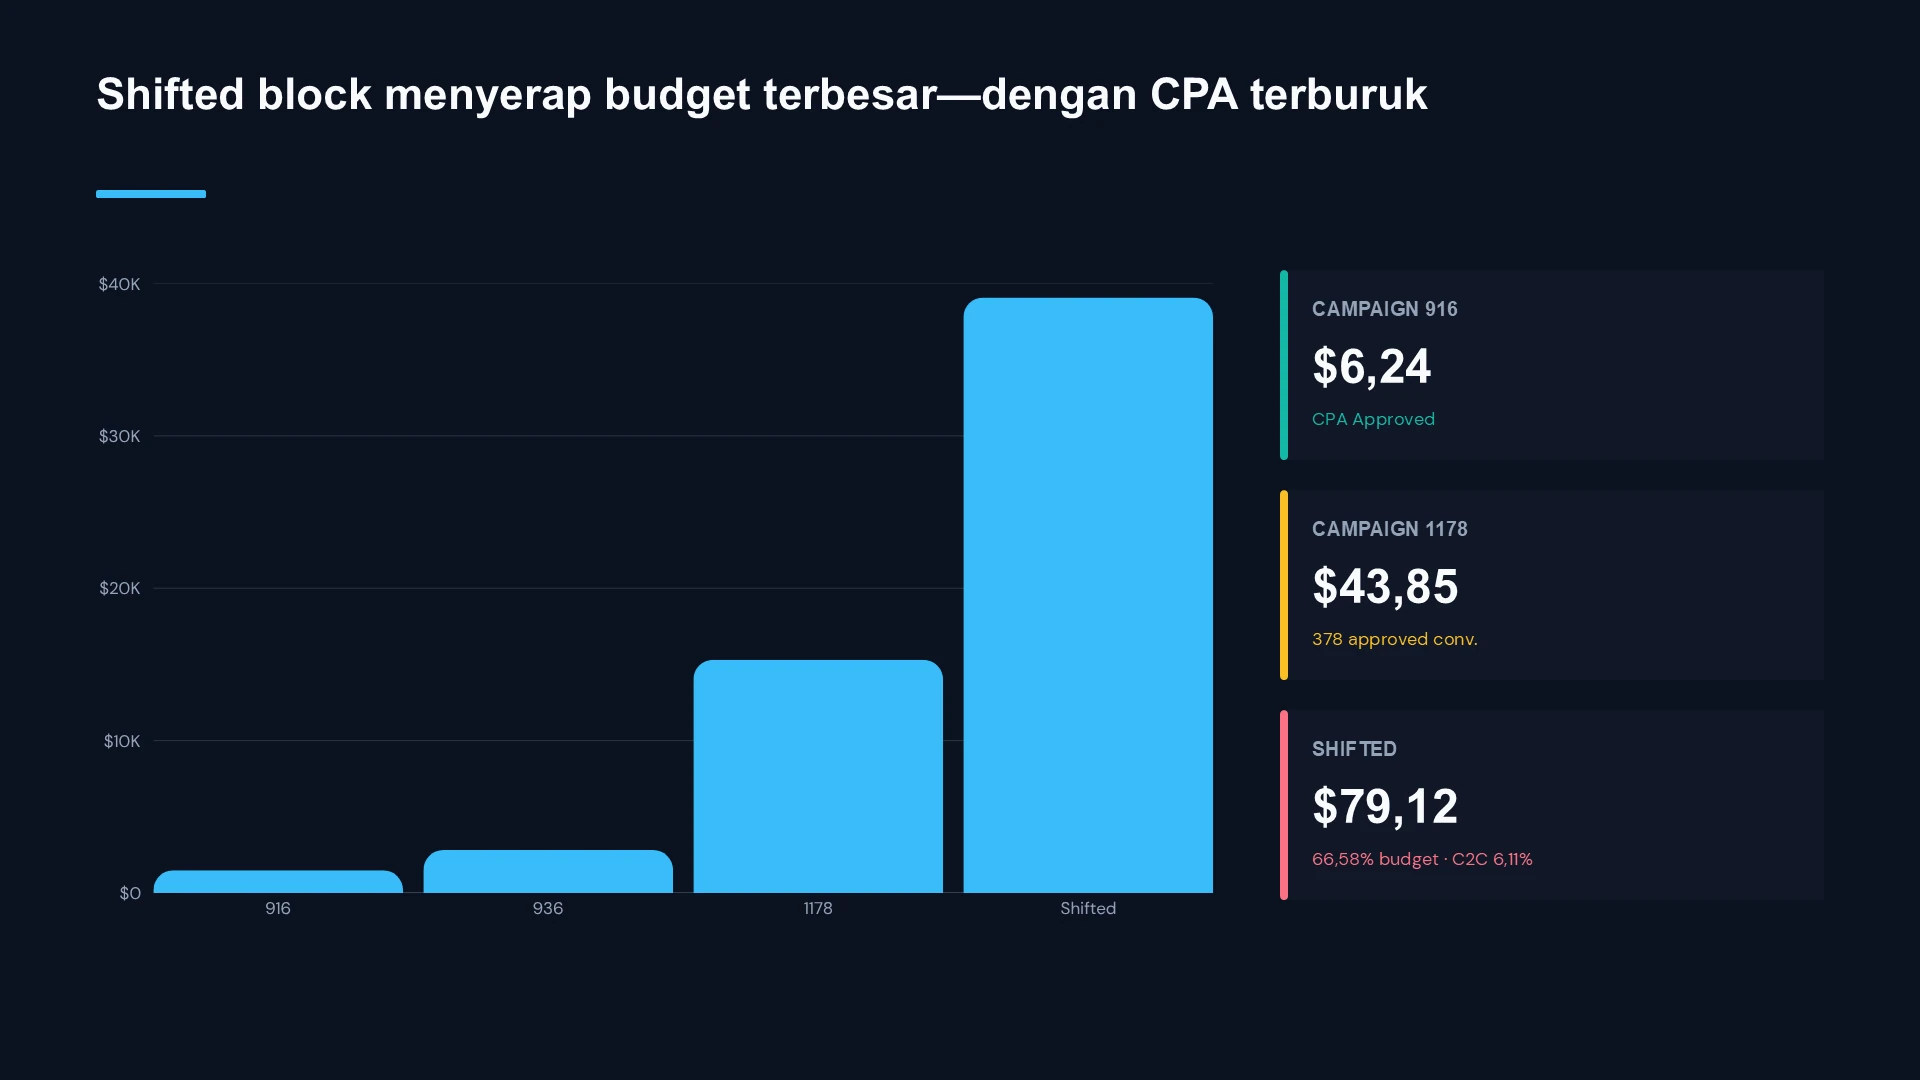 Shifted block menyerap budget terbesar—dengan CPA terburuk
$40K
$30K
$20K
$10K
$0
916
936
1178
Shifted
CAMPAIGN 916
$6,24
CPA Approved
CAMPAIGN 1178
$43,85
378 approved conv.
SHIFTED
$79,12
66,58% budget · C2C 6,11%